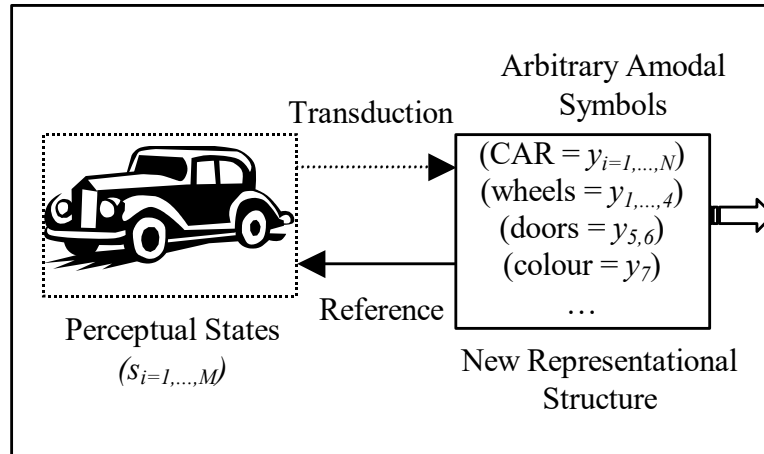 Arbitrary Amodal
Symbols
Transduction
(CAR = y_{i=1,...,N})
(wheels = y_{1,...,4})
(doors = y_{5,6})
(colour = y_7)
…
Reference
Perceptual States
(s_{i=1,...,M})
New Representational
Structure